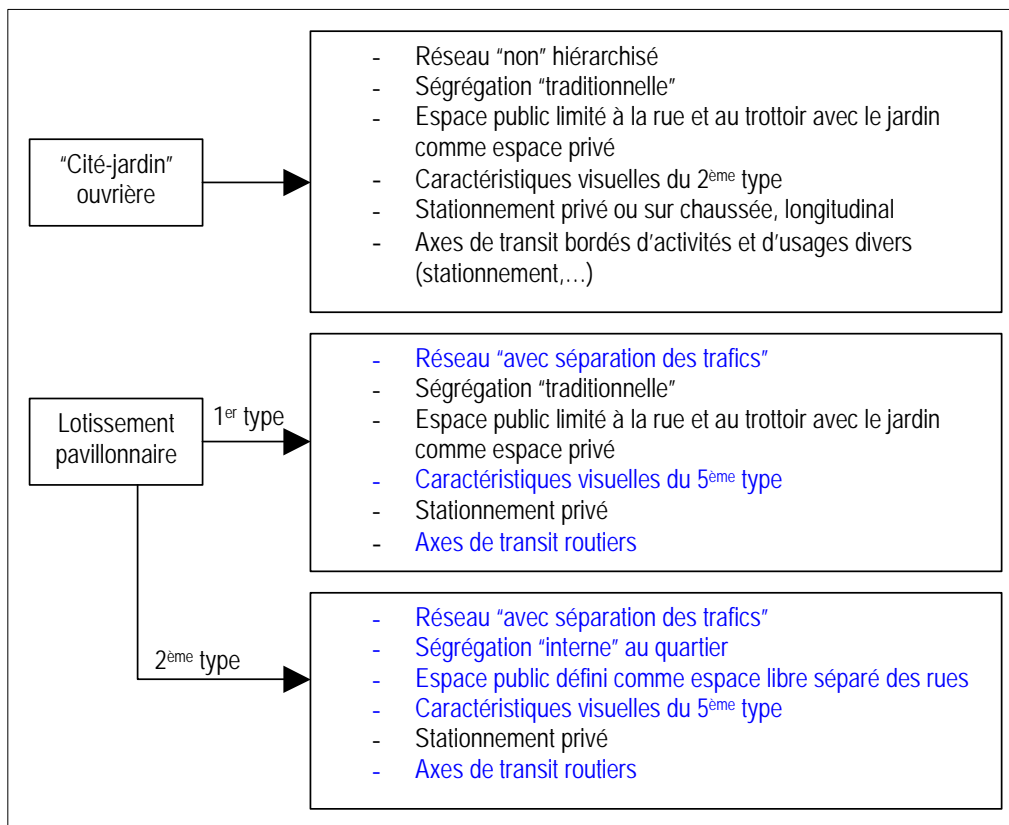 - Réseau “non” hiérarchisé
- Ségrégation “traditionnelle”
- Espace public limité à la rue et au trottoir avec le jardin
comme espace privé
- Caractéristiques visuelles du 2ème type
- Stationnement privé ou sur chaussée, longitudinal
- Axes de transit bordés d’activités et d’usages divers
(stationnement,…)
“Cité-jardin”
ouvrière
- Réseau “avec séparation des trafics”
- Ségrégation “traditionnelle”
- Espace public limité à la rue et au trottoir avec le jardin
comme espace privé
- Caractéristiques visuelles du 5ème type
- Stationnement privé
- Axes de transit routiers
Lotissement
pavillonnaire
1er type
- Réseau “avec séparation des trafics”
- Ségrégation “interne” au quartier
- Espace public défini comme espace libre séparé des rues
- Caractéristiques visuelles du 5ème type
- Stationnement privé
- Axes de transit routiers
2ème type